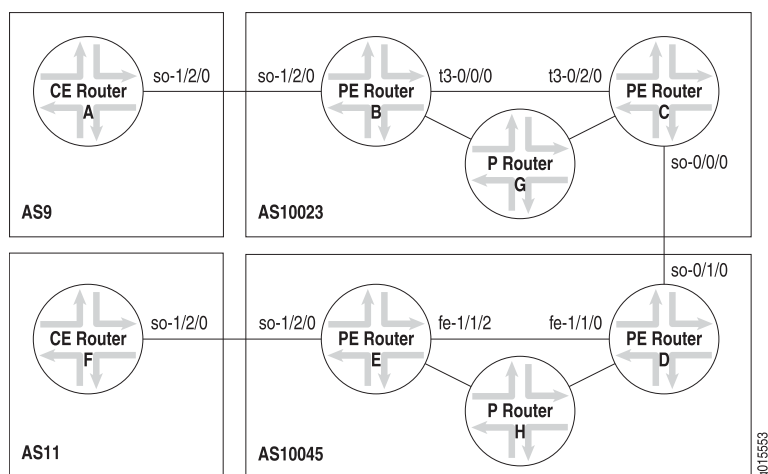 so-1/2/0 so-1/2/0 t3-0/0/0 t3-0/2/0
CE Router
A
PE Router
B
PE Router
C
P Router
G
so-0/0/0
AS9
AS10023
so-0/1/0
so-1/2/0 so-1/2/0 fe-1/1/2 fe-1/1/0
CE Router
F
PE Router
E
PE Router
D
P Router
H
AS11
AS10045